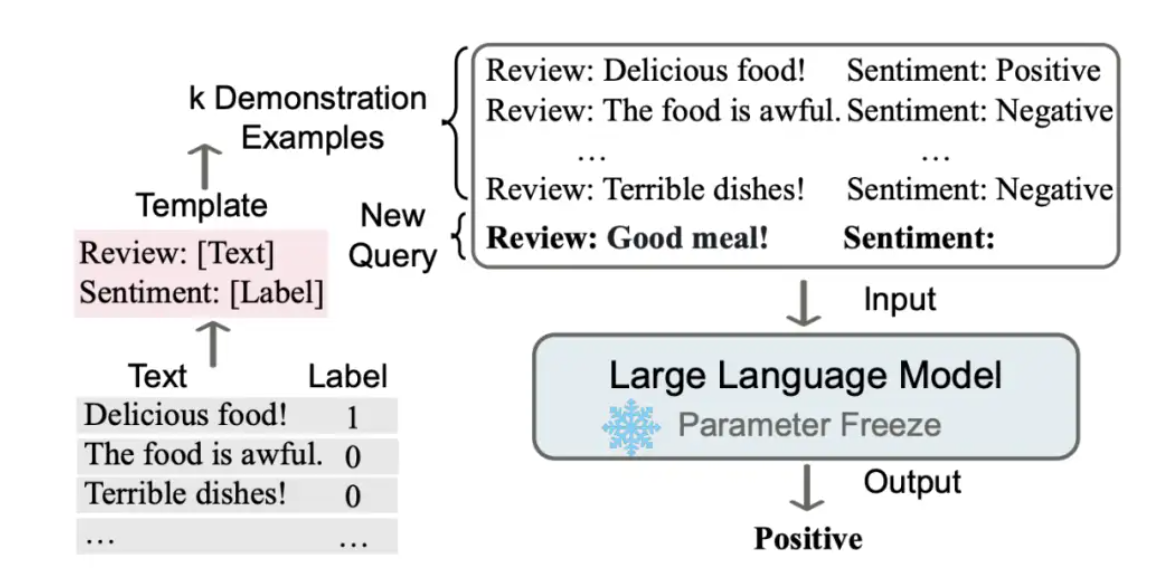 k Demonstration
Examples
Template
Review: [Text]
Sentiment: [Label]
Text Label
Delicious food! 1
The food is awful. 0
Terrible dishes! 0
... ...
Review: Delicious food! Sentiment: Positive
Review: The food is awful. Sentiment: Negative
... ...
Review: Terrible dishes! Sentiment: Negative
New
Query
Review: Good meal! Sentiment:
Input
Large Language Model
Parameter Freeze
Output
Positive